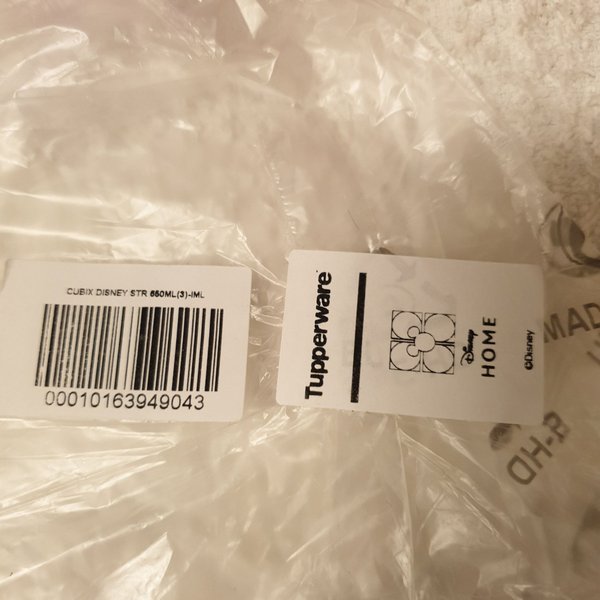 CUBIX DISNEY STR 650ML(3)-IML
00010163949043
Tupperware
Disney
HOME
©Disney
MAD